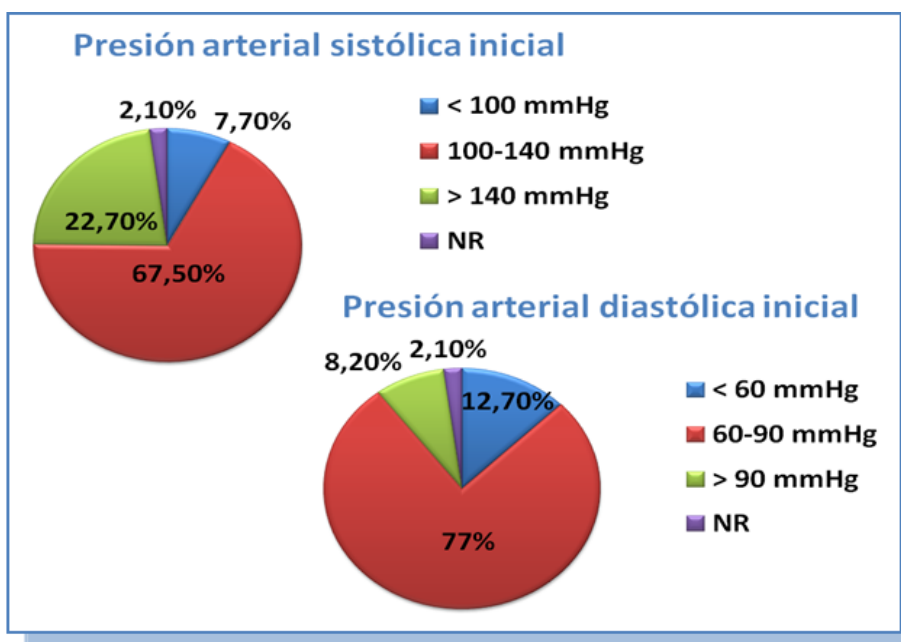 Presión arterial sistólica inicial
2,10%
7,70%
22,70%
67,50%
< 100 mmHg
100-140 mmHg
> 140 mmHg
NR
Presión arterial diastólica inicial
8,20%
2,10%
12,70%
77%
< 60 mmHg
60-90 mmHg
> 90 mmHg
NR